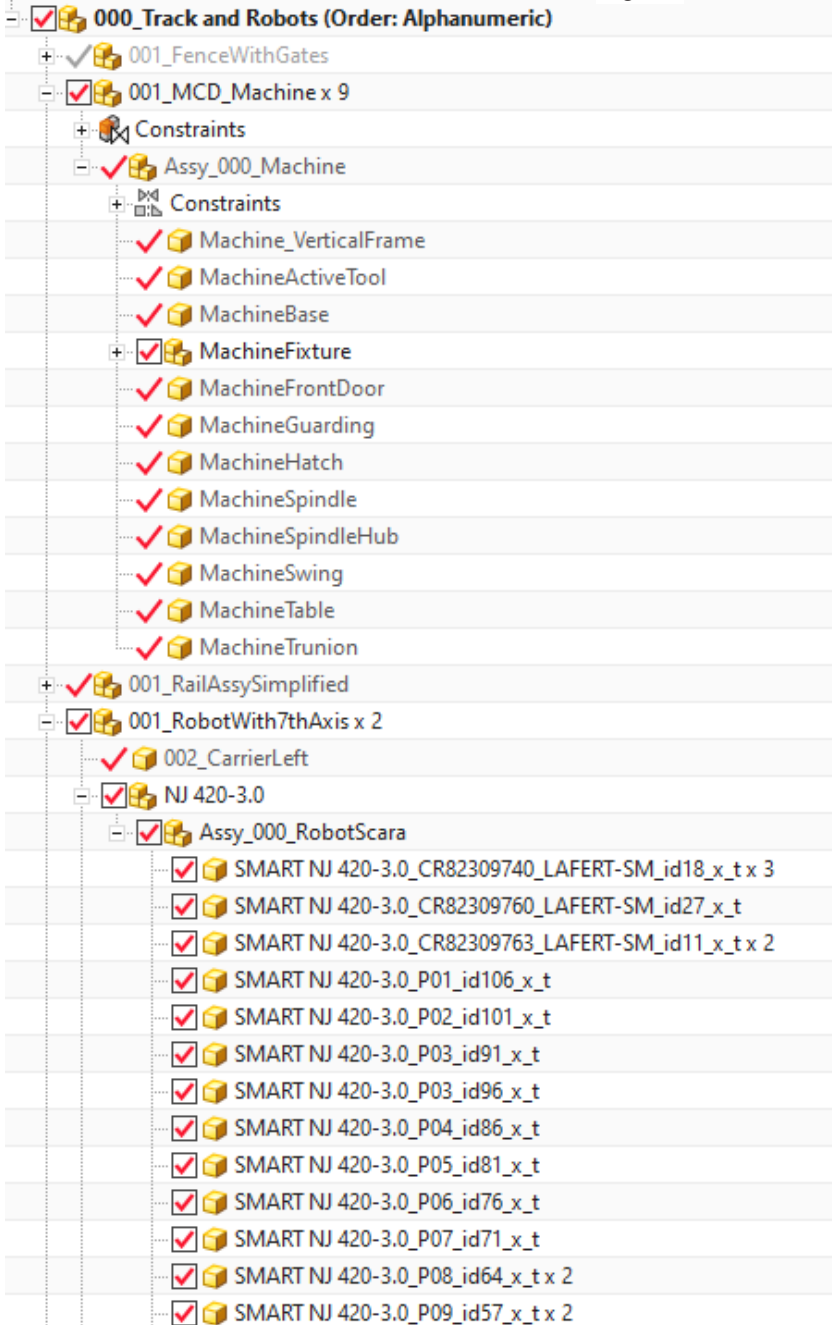 000_Track and Robots (Order: Alphanumeric)
001_FenceWithGates
001_MCD_Machine x 9
Constraints
Assy_000_Machine
Constraints
Machine_VerticalFrame
MachineActiveTool
MachineBase
MachineFixture
MachineFrontDoor
MachineGuarding
MachineHatch
MachineSpindle
MachineSpindleHub
MachineSwing
MachineTable
MachineTrunion
001_RailAssySimplified
001_RobotWith7thAxis x 2
002_CarrierLeft
NJ 420-3.0
Assy_000_RobotScara
SMART NJ 420-3.0_CR82309740_LAFERT-SM_id18_x_t x 3
SMART NJ 420-3.0_CR82309760_LAFERT-SM_id27_x_t
SMART NJ 420-3.0_CR82309763_LAFERT-SM_id11_x_t x 2
SMART NJ 420-3.0_P01_id106_x_t
SMART NJ 420-3.0_P02_id101_x_t
SMART NJ 420-3.0_P03_id91_x_t
SMART NJ 420-3.0_P03_id96_x_t
SMART NJ 420-3.0_P04_id86_x_t
SMART NJ 420-3.0_P05_id81_x_t
SMART NJ 420-3.0_P06_id76_x_t
SMART NJ 420-3.0_P07_id71_x_t
SMART NJ 420-3.0_P08_id64_x_t x 2
SMART NJ 420-3.0_P09_id57_x_t x 2